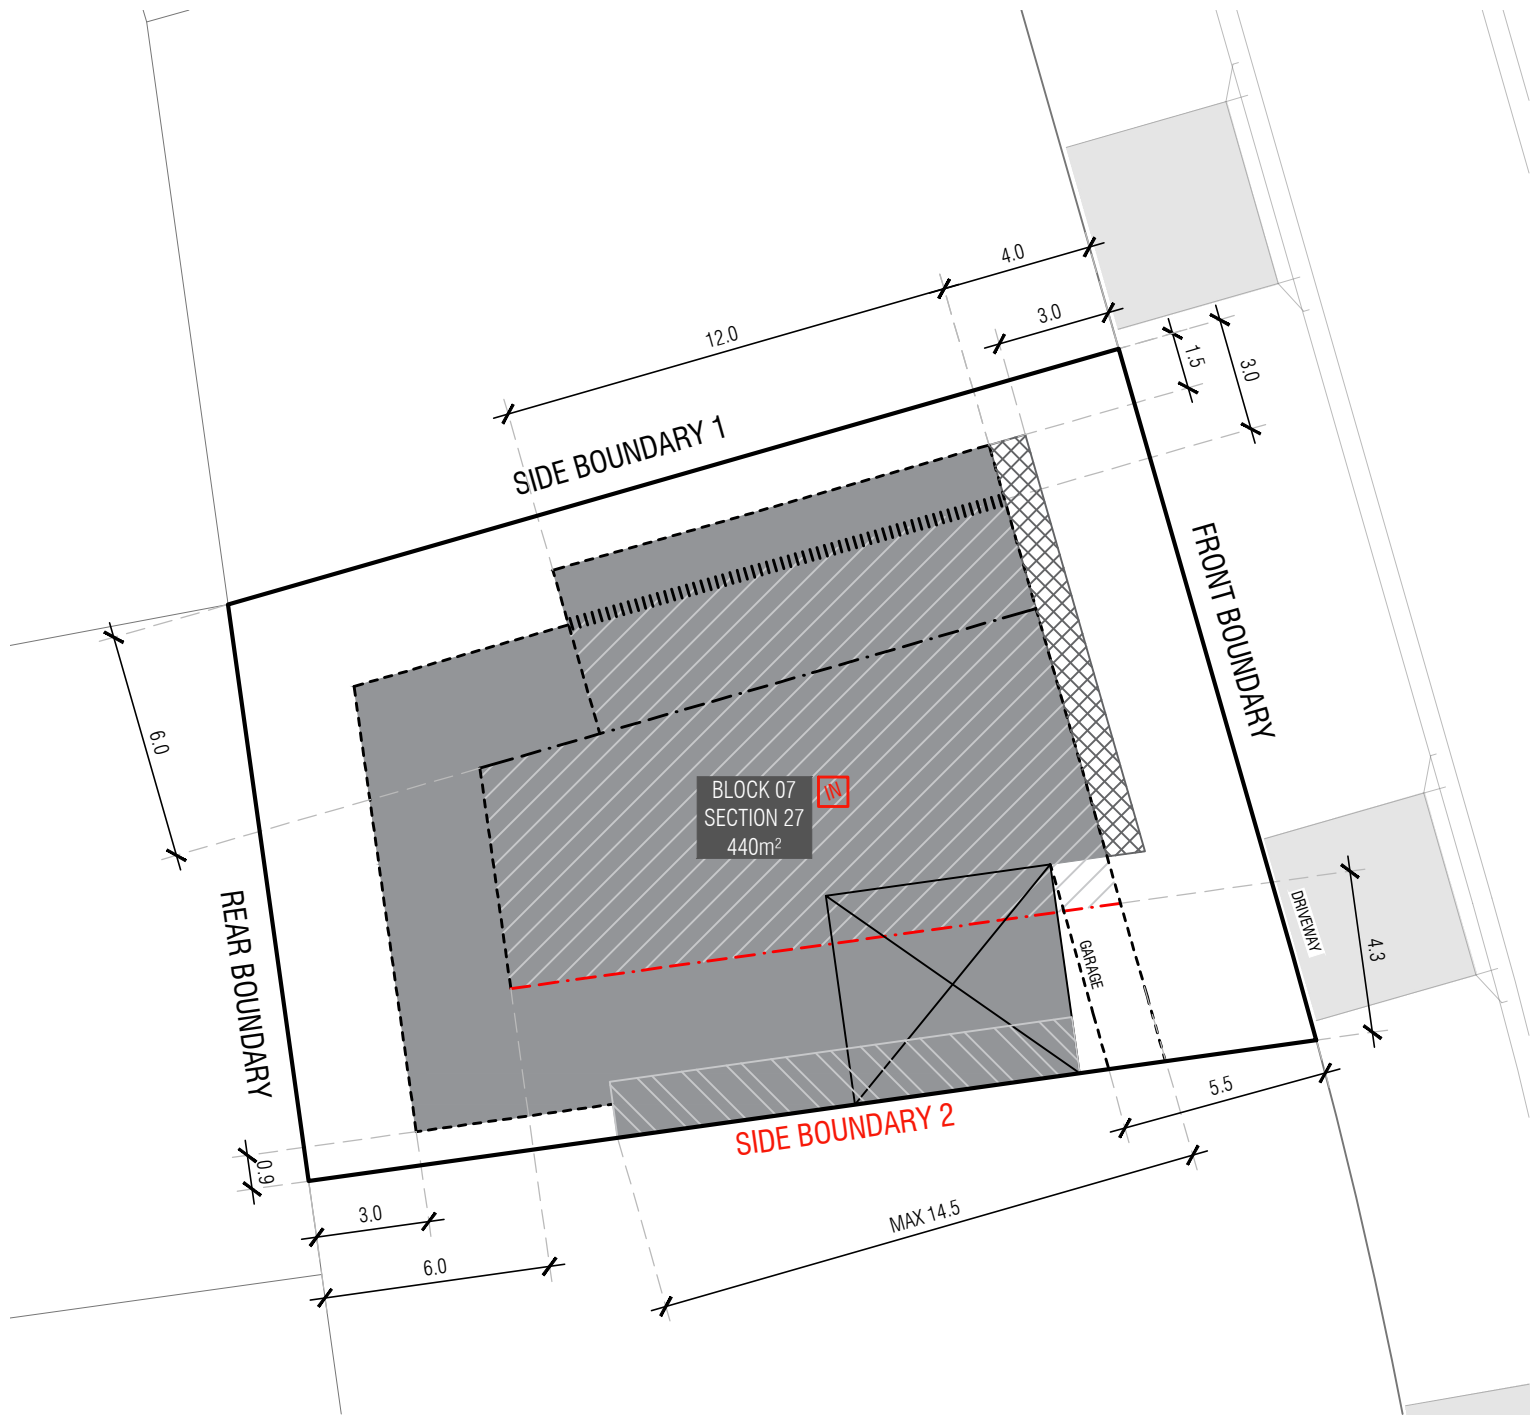 4.0
3.0
12.0
1.5
3.0
SIDE BOUNDARY 1
FRONT BOUNDARY
6.0
BLOCK 07
SECTION 27
440m²
IN
REAR BOUNDARY
DRIVEWAY
GARAGE
4.3
5.5
SIDE BOUNDARY 2
0.9
3.0
MAX 14.5
6.0